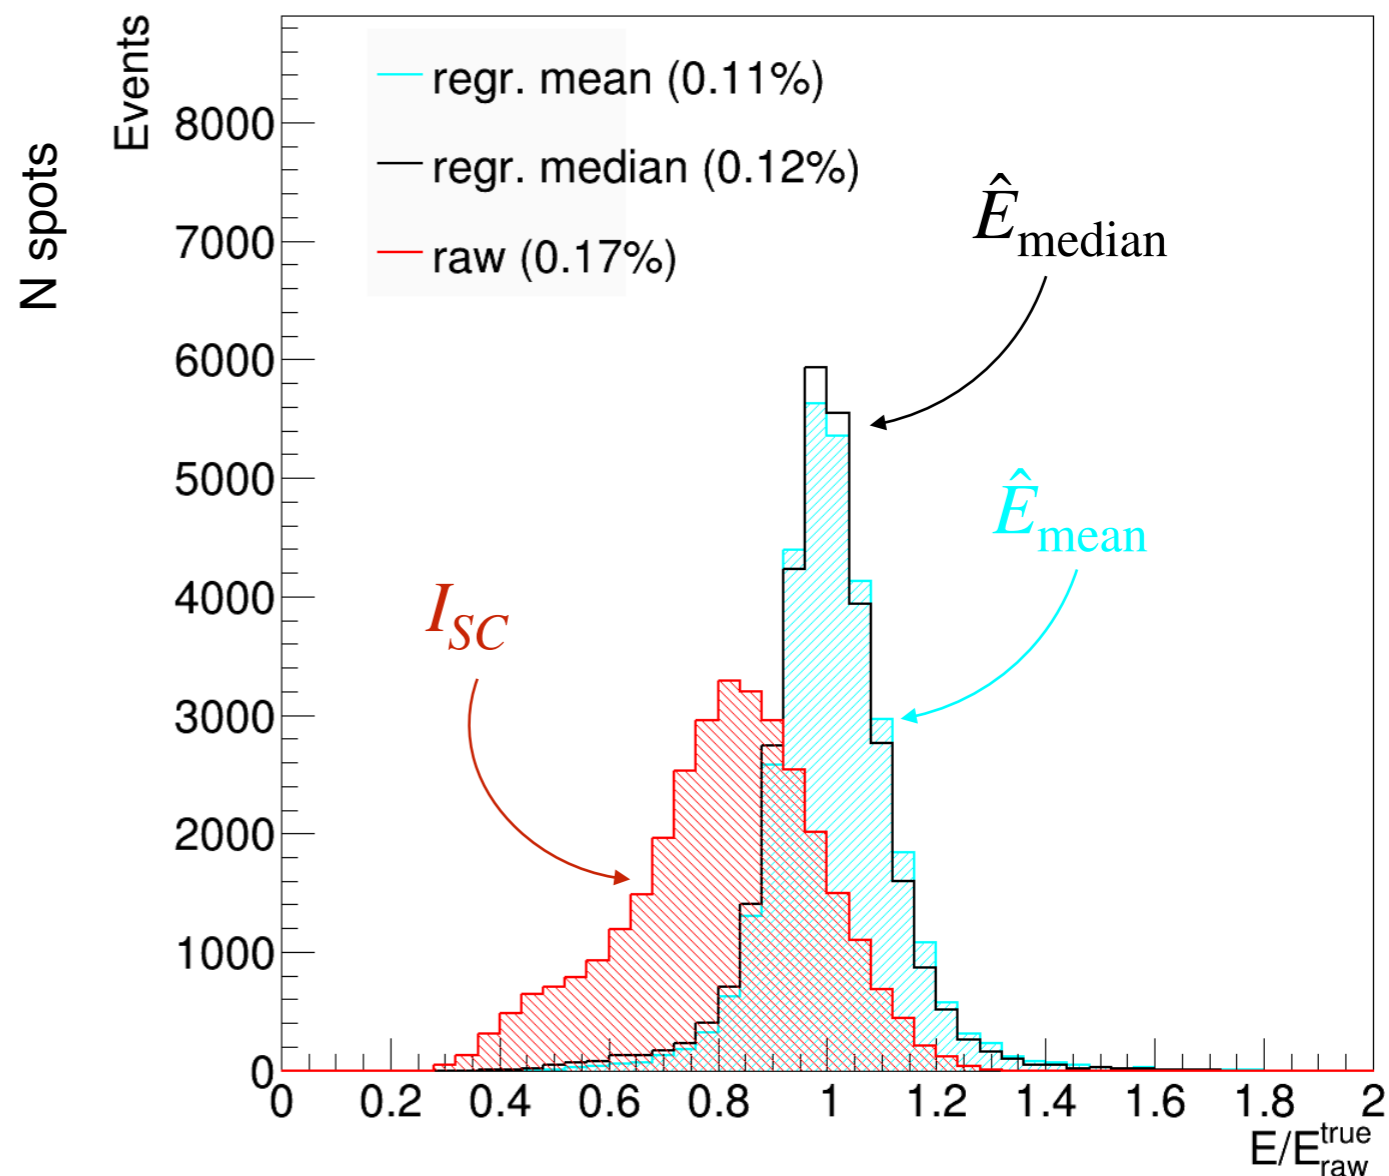 N spots
Events
regr. mean (0.11%)
regr. median (0.12%)
raw (0.17%)
Ê_median
Ê_mean
I_SC
8000
7000
6000
5000
4000
3000
2000
1000
0
0 0.2 0.4 0.6 0.8 1 1.2 1.4 1.6 1.8 2
E/E^true_raw